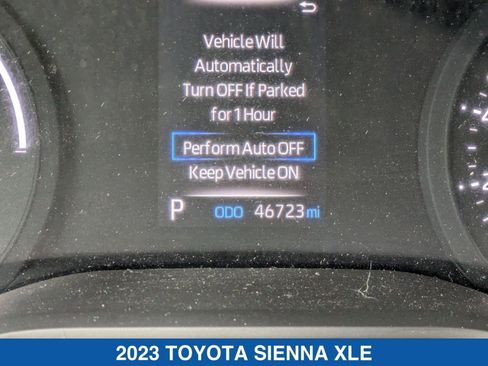 Vehicle Will
Automatically
Turn OFF If Parked
for 1 Hour
Perform Auto OFF
Keep Vehicle ON
P ODO 46723 mi
2023 TOYOTA SIENNA XLE